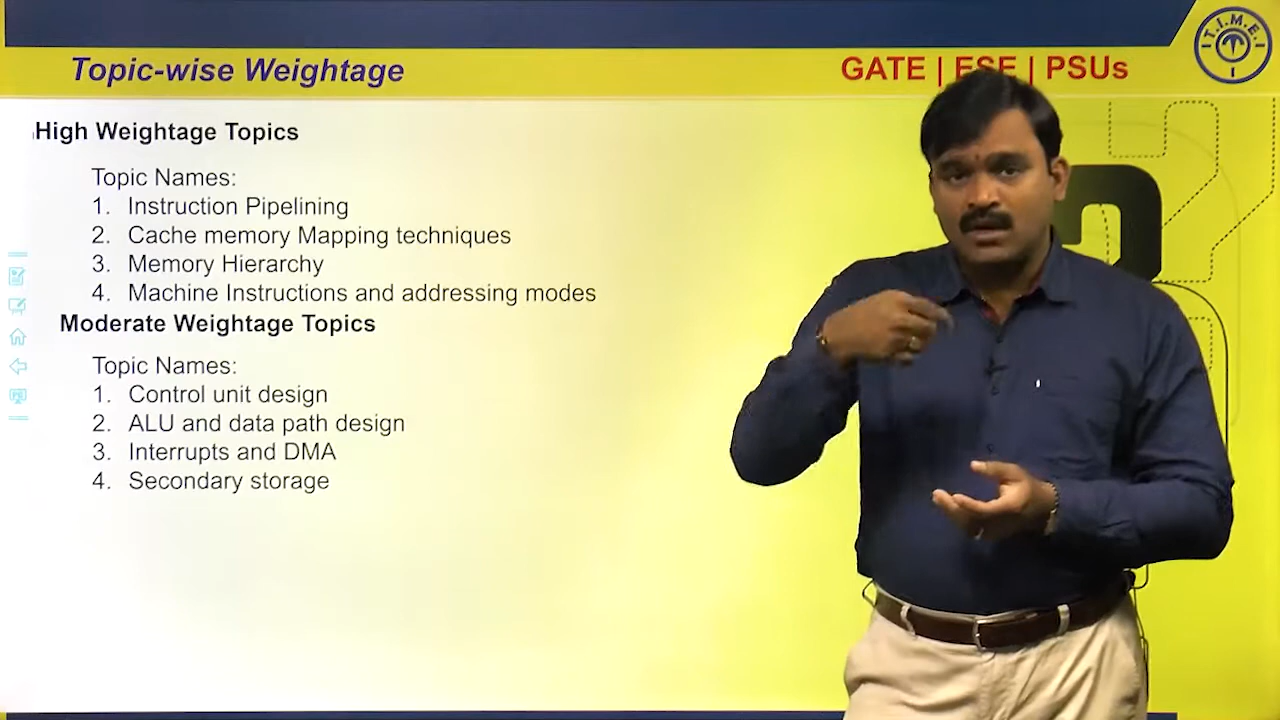 Topic-wise Weightage
GATE | ESE | PSUs
I.T.I.M.E.I
I
High Weightage Topics
Topic Names:
1. Instruction Pipelining
2. Cache memory Mapping techniques
3. Memory Hierarchy
4. Machine Instructions and addressing modes
Moderate Weightage Topics
Topic Names:
1. Control unit design
2. ALU and data path design
3. Interrupts and DMA
4. Secondary storage